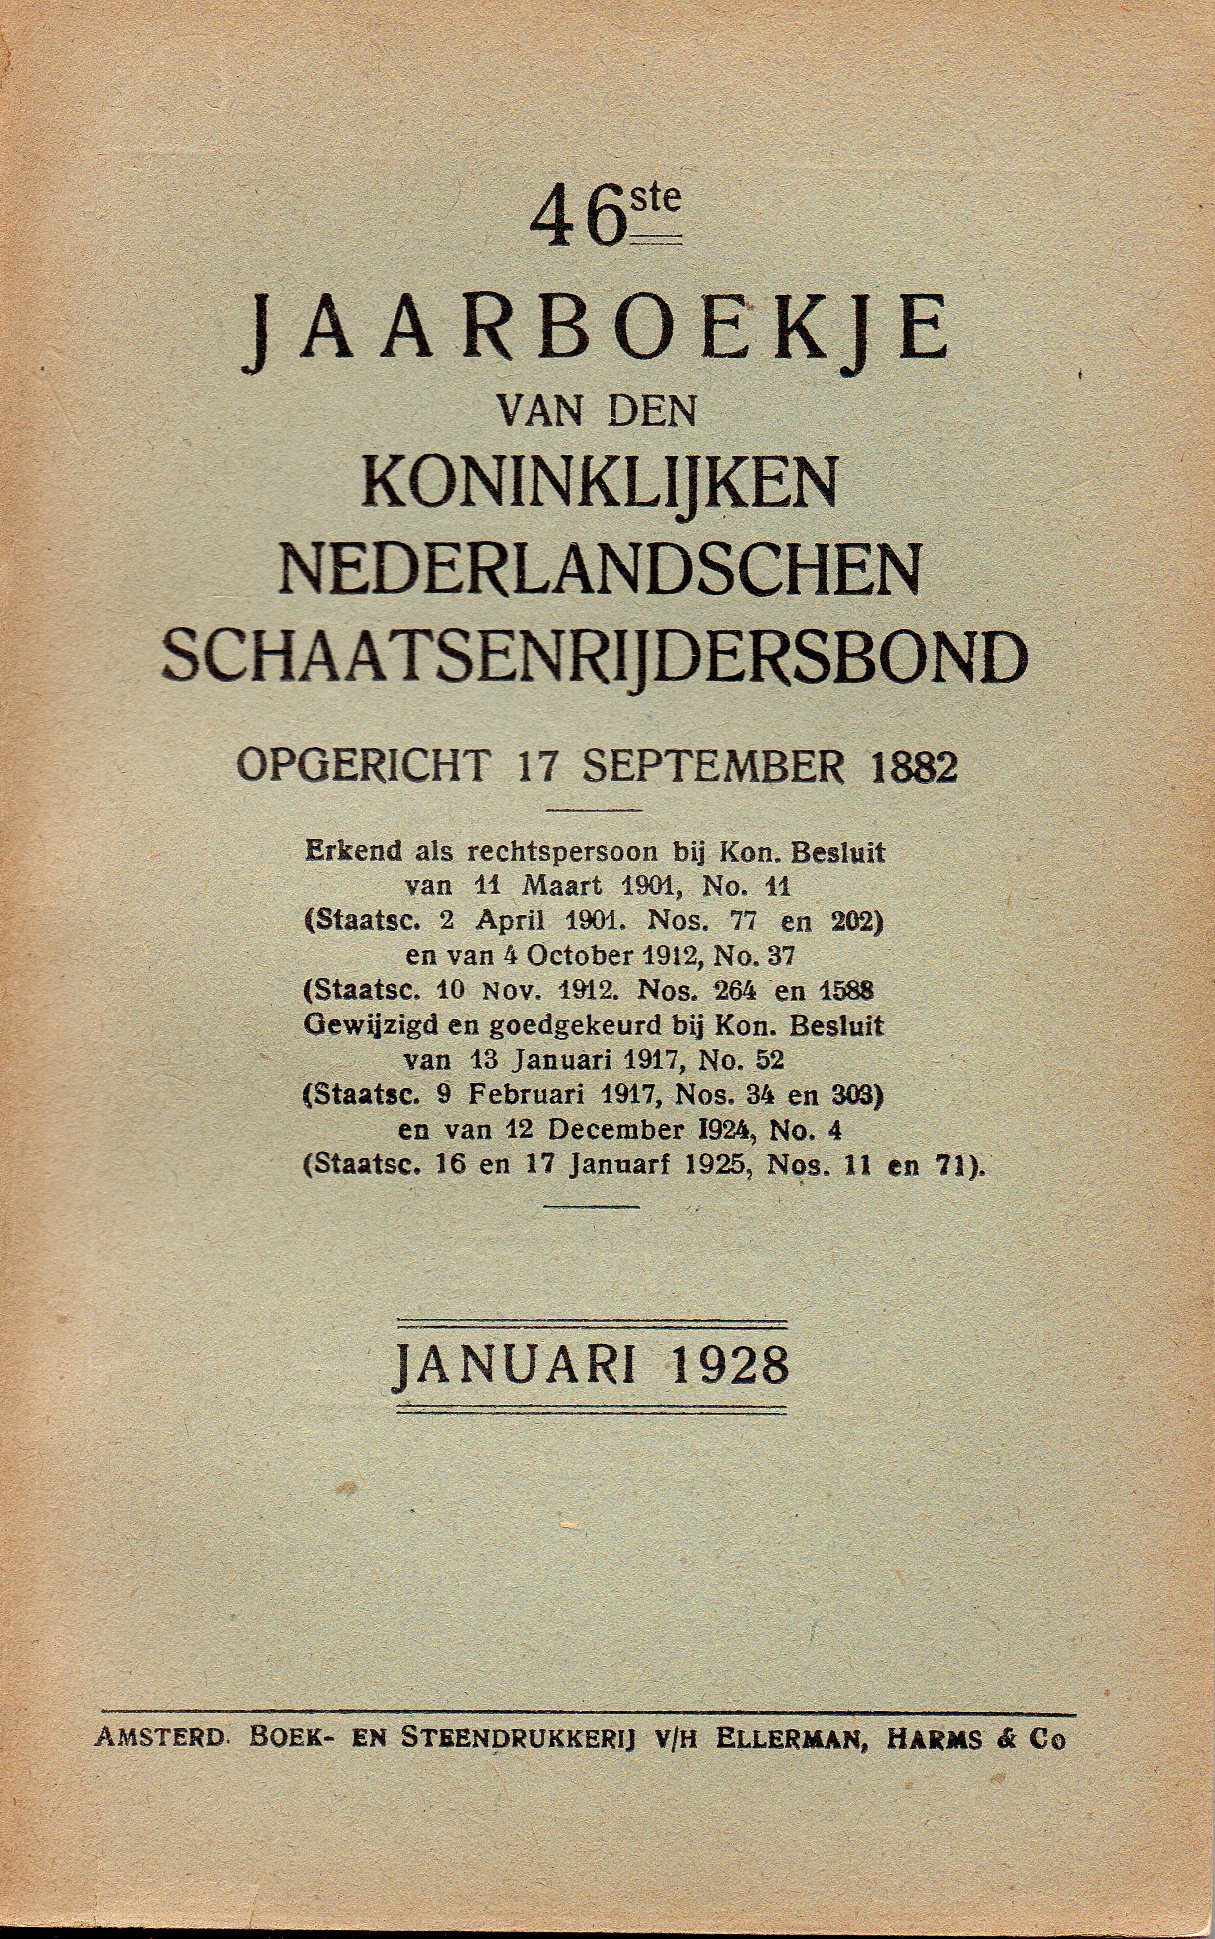 46ste
JAARBOEKJE
VAN DEN
KONINKLIJKEN
NEDERLANDSCHEN
SCHAATSENRIJDERSBOND
OPGERICHT 17 SEPTEMBER 1882
Erkend als rechtspersoon bij Kon. Besluit
van 11 Maart 1901, No. 11
(Staatsc. 2 April 1901. Nos. 77 en 202)
en van 4 October 1912, No. 37
(Staatsc. 10 Nov. 1912. Nos. 264 en 1588
Gewijzigd en goedgekeurd bij Kon. Besluit
van 13 Januari 1917, No. 52
(Staatsc. 9 Februari 1917, Nos. 34 en 303)
en van 12 December I924, No. 4
(Staatsc. 16 en 17 Januarf 1925, Nos. 11 en 71).
JANUARI 1928
AMSTERD. BOEK- EN STEENDRUKKERIJ V/H ELLERMAN, HARMS & Co